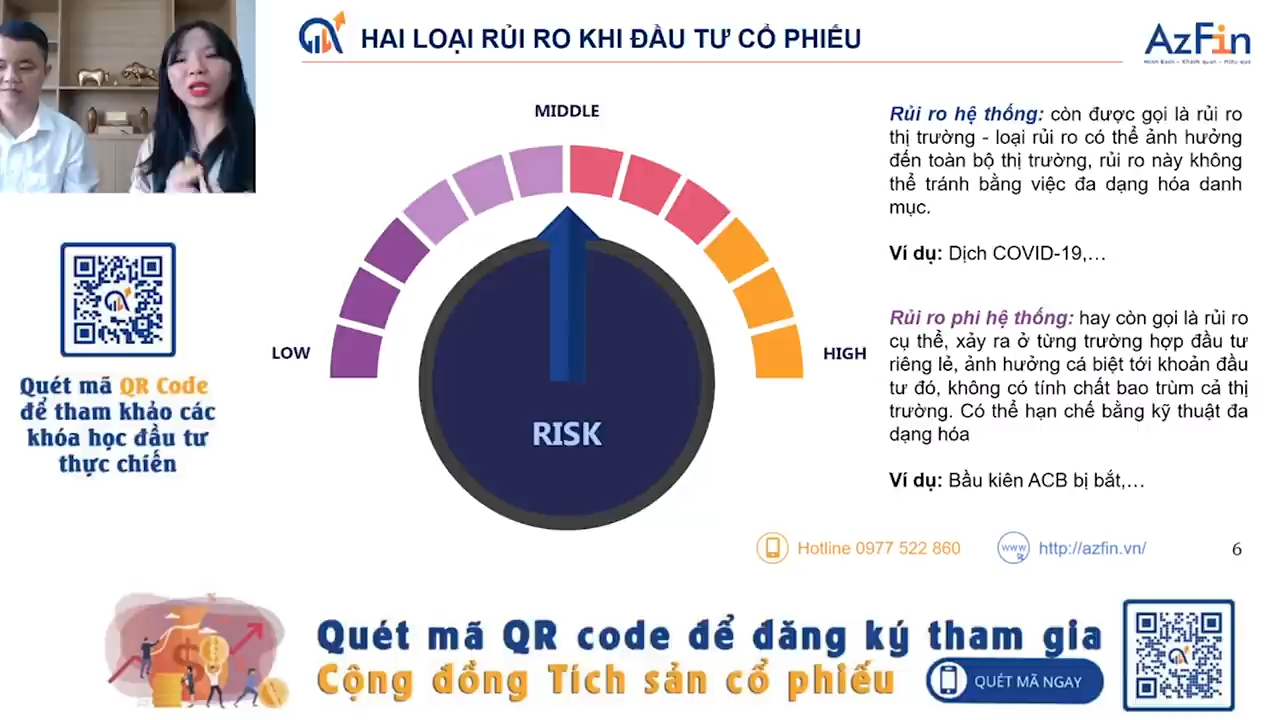 HAI LOẠI RỦI RO KHI ĐẦU TƯ CỔ PHIẾU
AzFin
Minh Bạch - Khách quan - Hiệu quả
MIDDLE
LOW
HIGH
RISK
Rủi ro hệ thống: còn được gọi là rủi ro
thị trường - loại rủi ro có thể ảnh hưởng
đến toàn bộ thị trường, rủi ro này không
thể tránh bằng việc đa dạng hóa danh
mục.
Ví dụ: Dịch COVID-19,…
Rủi ro phi hệ thống: hay còn gọi là rủi ro
cụ thể, xảy ra ở từng trường hợp đầu tư
riêng lẻ, ảnh hưởng cá biệt tới khoản đầu
tư đó, không có tính chất bao trùm cả thị
trường. Có thể hạn chế bằng kỹ thuật đa
dạng hóa
Ví dụ: Bầu kiên ACB bị bắt,…
Quét mã QR Code
để tham khảo các
khóa học đầu tư
thực chiến
Hotline 0977 522 860
www
http://azfin.vn/
6
Quét mã QR code để đăng ký tham gia
Cộng đồng Tích sản cổ phiếu
QUÉT MÃ NGAY